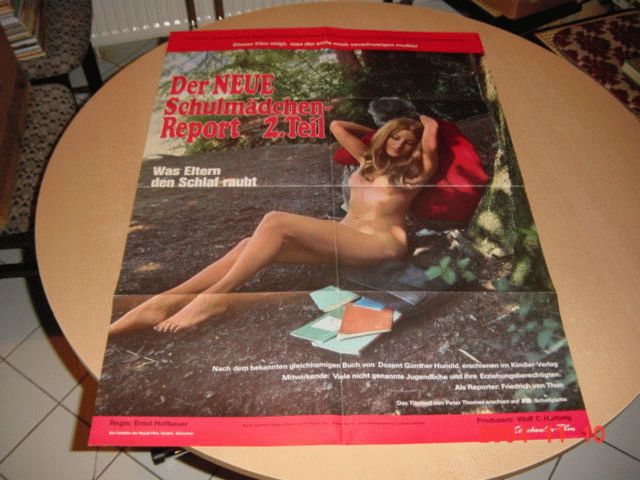 Dieser Film zeigt, was der erste noch verschweigen mußte!
Der NEUE
Schulmädchen-
Report 2.Teil
Was Eltern
den Schlaf raubt
Nach dem bekannten gleichnamigen Buch von Dozent Günther Hunold, erschienen im Kindler-Verlag
Mitwirkende: Viele nicht genannte Jugendliche und ihre Erziehungsberechtigten.
Als Reporter: Friedrich von Thun
Das Titellied von Peter Thomas erschien auf Schallplatte
Regie: Ernst Hofbauer
Produzent: Wolf C. Hartwig